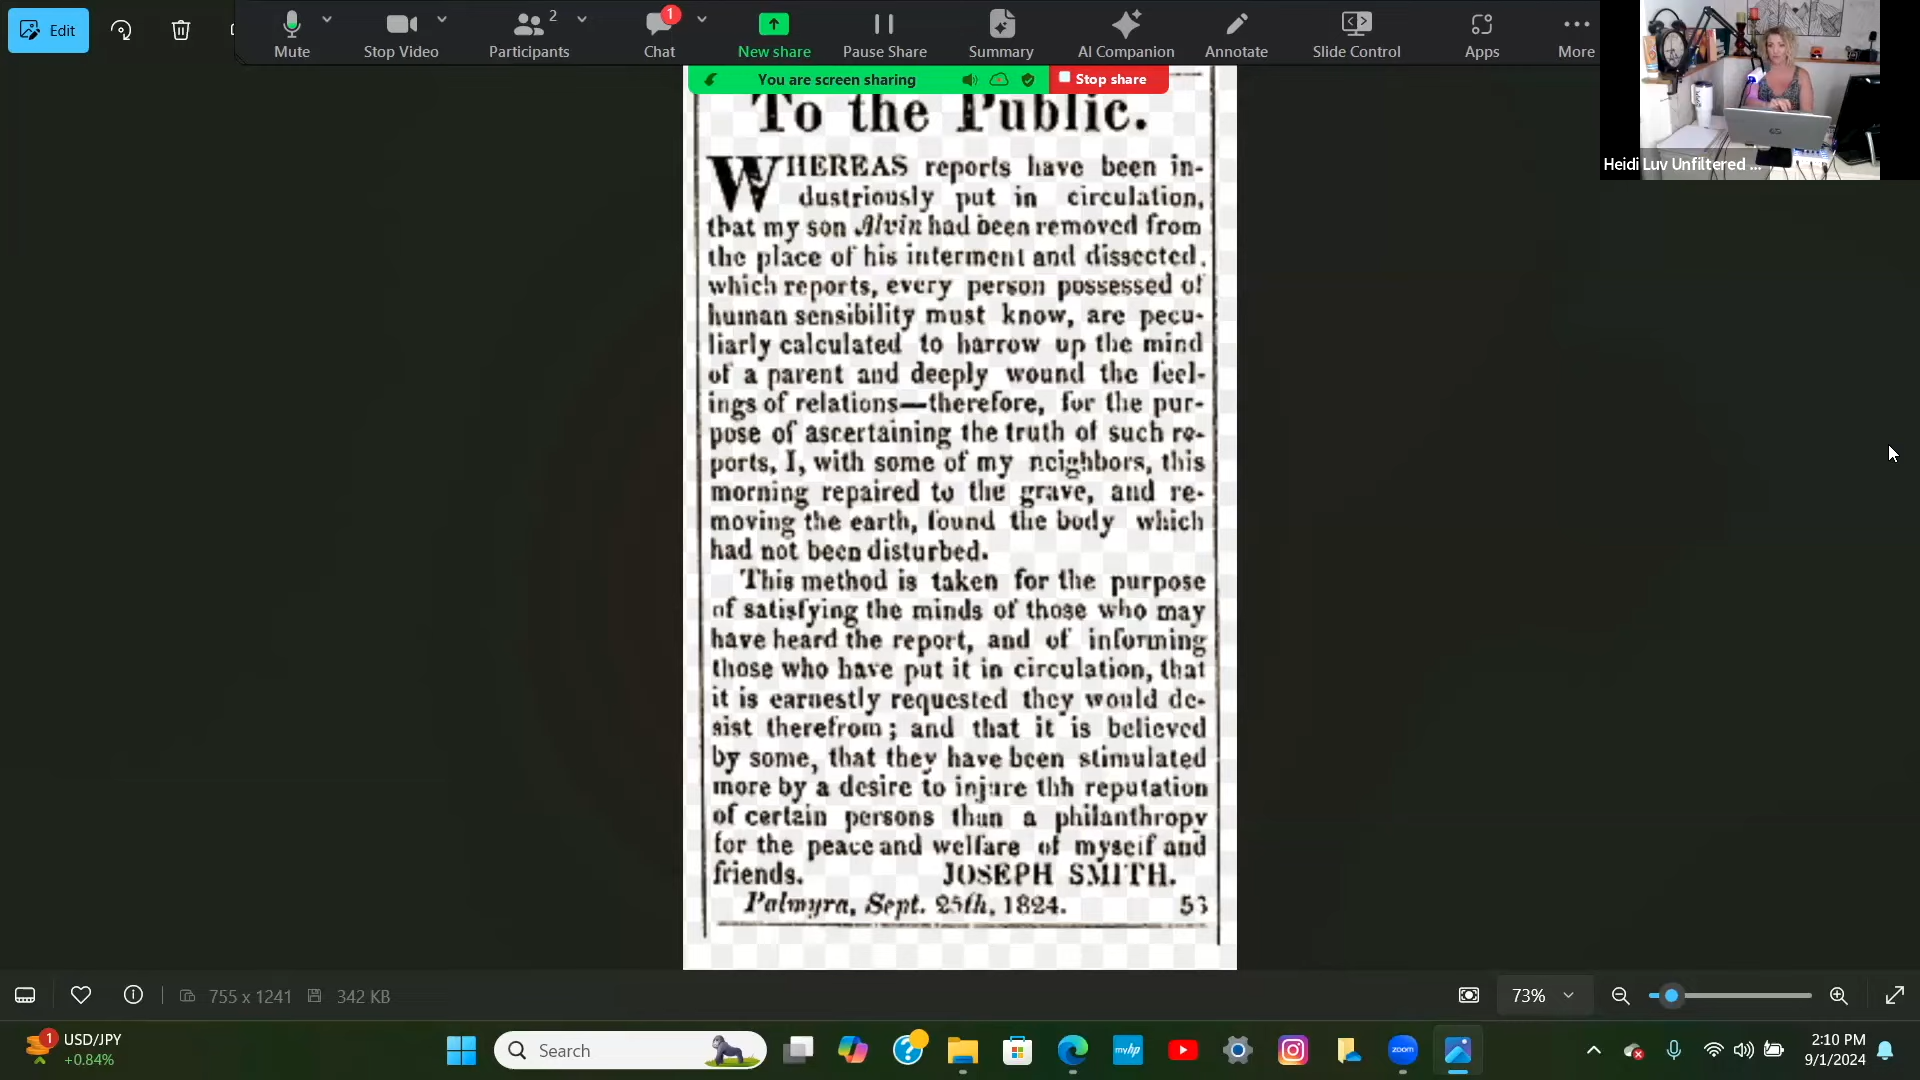 Edit
Mute
Stop Video
Participants
2
Chat
1
New share
Pause Share
Summary
AI Companion
Annotate
Slide Control
Apps
More
You are screen sharing
Stop share
Heidi Luv Unfiltered ...
To the Public.
WHEREAS reports have been in-
dustriously put in circulation,
that my son Alvin had been removed from
the place of his interment and dissected,
which reports, every person possessed of
human sensibility must know, are pecu-
liarly calculated to harrow up the mind
of a parent and deeply wound the feel-
ings of relations—therefore, for the pur-
pose of ascertaining the truth of such re-
ports, I, with some of my neighbors, this
morning repaired to the grave, and re-
moving the earth, found the body which
had not been disturbed.
This method is taken for the purpose
of satisfying the minds of those who may
have heard the report, and of informing
those who have put it in circulation, that
it is earnestly requested they would de-
sist therefrom; and that it is believed
by some, that they have been stimulated
more by a desire to injure thh reputation
of certain persons than a philanthropy
for the peace and welfare of myself and
friends. JOSEPH SMITH.
Palmyra, Sept. 25th, 1824. 53
755 x 1241
342 KB
73%
1
USD/JPY
+0.84%
Search
myhp
zoom
2:10 PM
9/1/2024